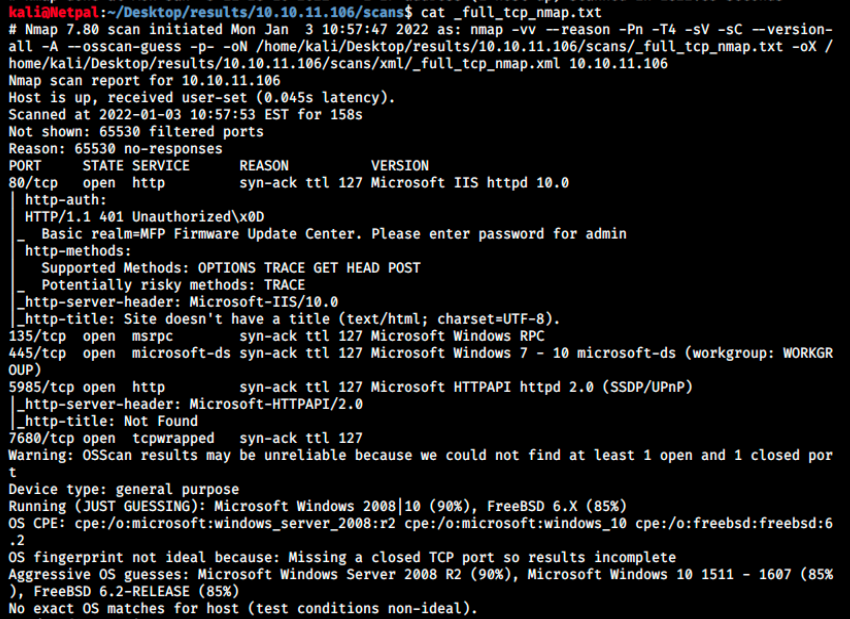 kali@Netpal:~/Desktop/results/10.10.11.106/scans$ cat _full_tcp_nmap.txt
# Nmap 7.80 scan initiated Mon Jan  3 10:57:47 2022 as: nmap -vv --reason -Pn -T4 -sV -sC --version-
all -A --osscan-guess -p- -oN /home/kali/Desktop/results/10.10.11.106/scans/_full_tcp_nmap.txt -oX /
home/kali/Desktop/results/10.10.11.106/scans/xml/_full_tcp_nmap.xml 10.10.11.106
Nmap scan report for 10.10.11.106
Host is up, received user-set (0.045s latency).
Scanned at 2022-01-03 10:57:53 EST for 158s
Not shown: 65530 filtered ports
Reason: 65530 no-responses
PORT     STATE SERVICE      REASON          VERSION
80/tcp   open  http         syn-ack ttl 127 Microsoft IIS httpd 10.0
| http-auth:
| HTTP/1.1 401 Unauthorized\x0D
|_  Basic realm=MFP Firmware Update Center. Please enter password for admin
| http-methods:
|   Supported Methods: OPTIONS TRACE GET HEAD POST
|_  Potentially risky methods: TRACE
|_http-server-header: Microsoft-IIS/10.0
|_http-title: Site doesn't have a title (text/html; charset=UTF-8).
135/tcp  open  msrpc        syn-ack ttl 127 Microsoft Windows RPC
445/tcp  open  microsoft-ds syn-ack ttl 127 Microsoft Windows 7 - 10 microsoft-ds (workgroup: WORKGR
OUP)
5985/tcp open  http         syn-ack ttl 127 Microsoft HTTPAPI httpd 2.0 (SSDP/UPnP)
|_http-server-header: Microsoft-HTTPAPI/2.0
|_http-title: Not Found
7680/tcp open  tcpwrapped   syn-ack ttl 127
Warning: OSScan results may be unreliable because we could not find at least 1 open and 1 closed por
t
Device type: general purpose
Running (JUST GUESSING): Microsoft Windows 2008|10 (90%), FreeBSD 6.X (85%)
OS CPE: cpe:/o:microsoft:windows_server_2008:r2 cpe:/o:microsoft:windows_10 cpe:/o:freebsd:freebsd:6
.2
OS fingerprint not ideal because: Missing a closed TCP port so results incomplete
Aggressive OS guesses: Microsoft Windows Server 2008 R2 (90%), Microsoft Windows 10 1511 - 1607 (85%
), FreeBSD 6.2-RELEASE (85%)
No exact OS matches for host (test conditions non-ideal).